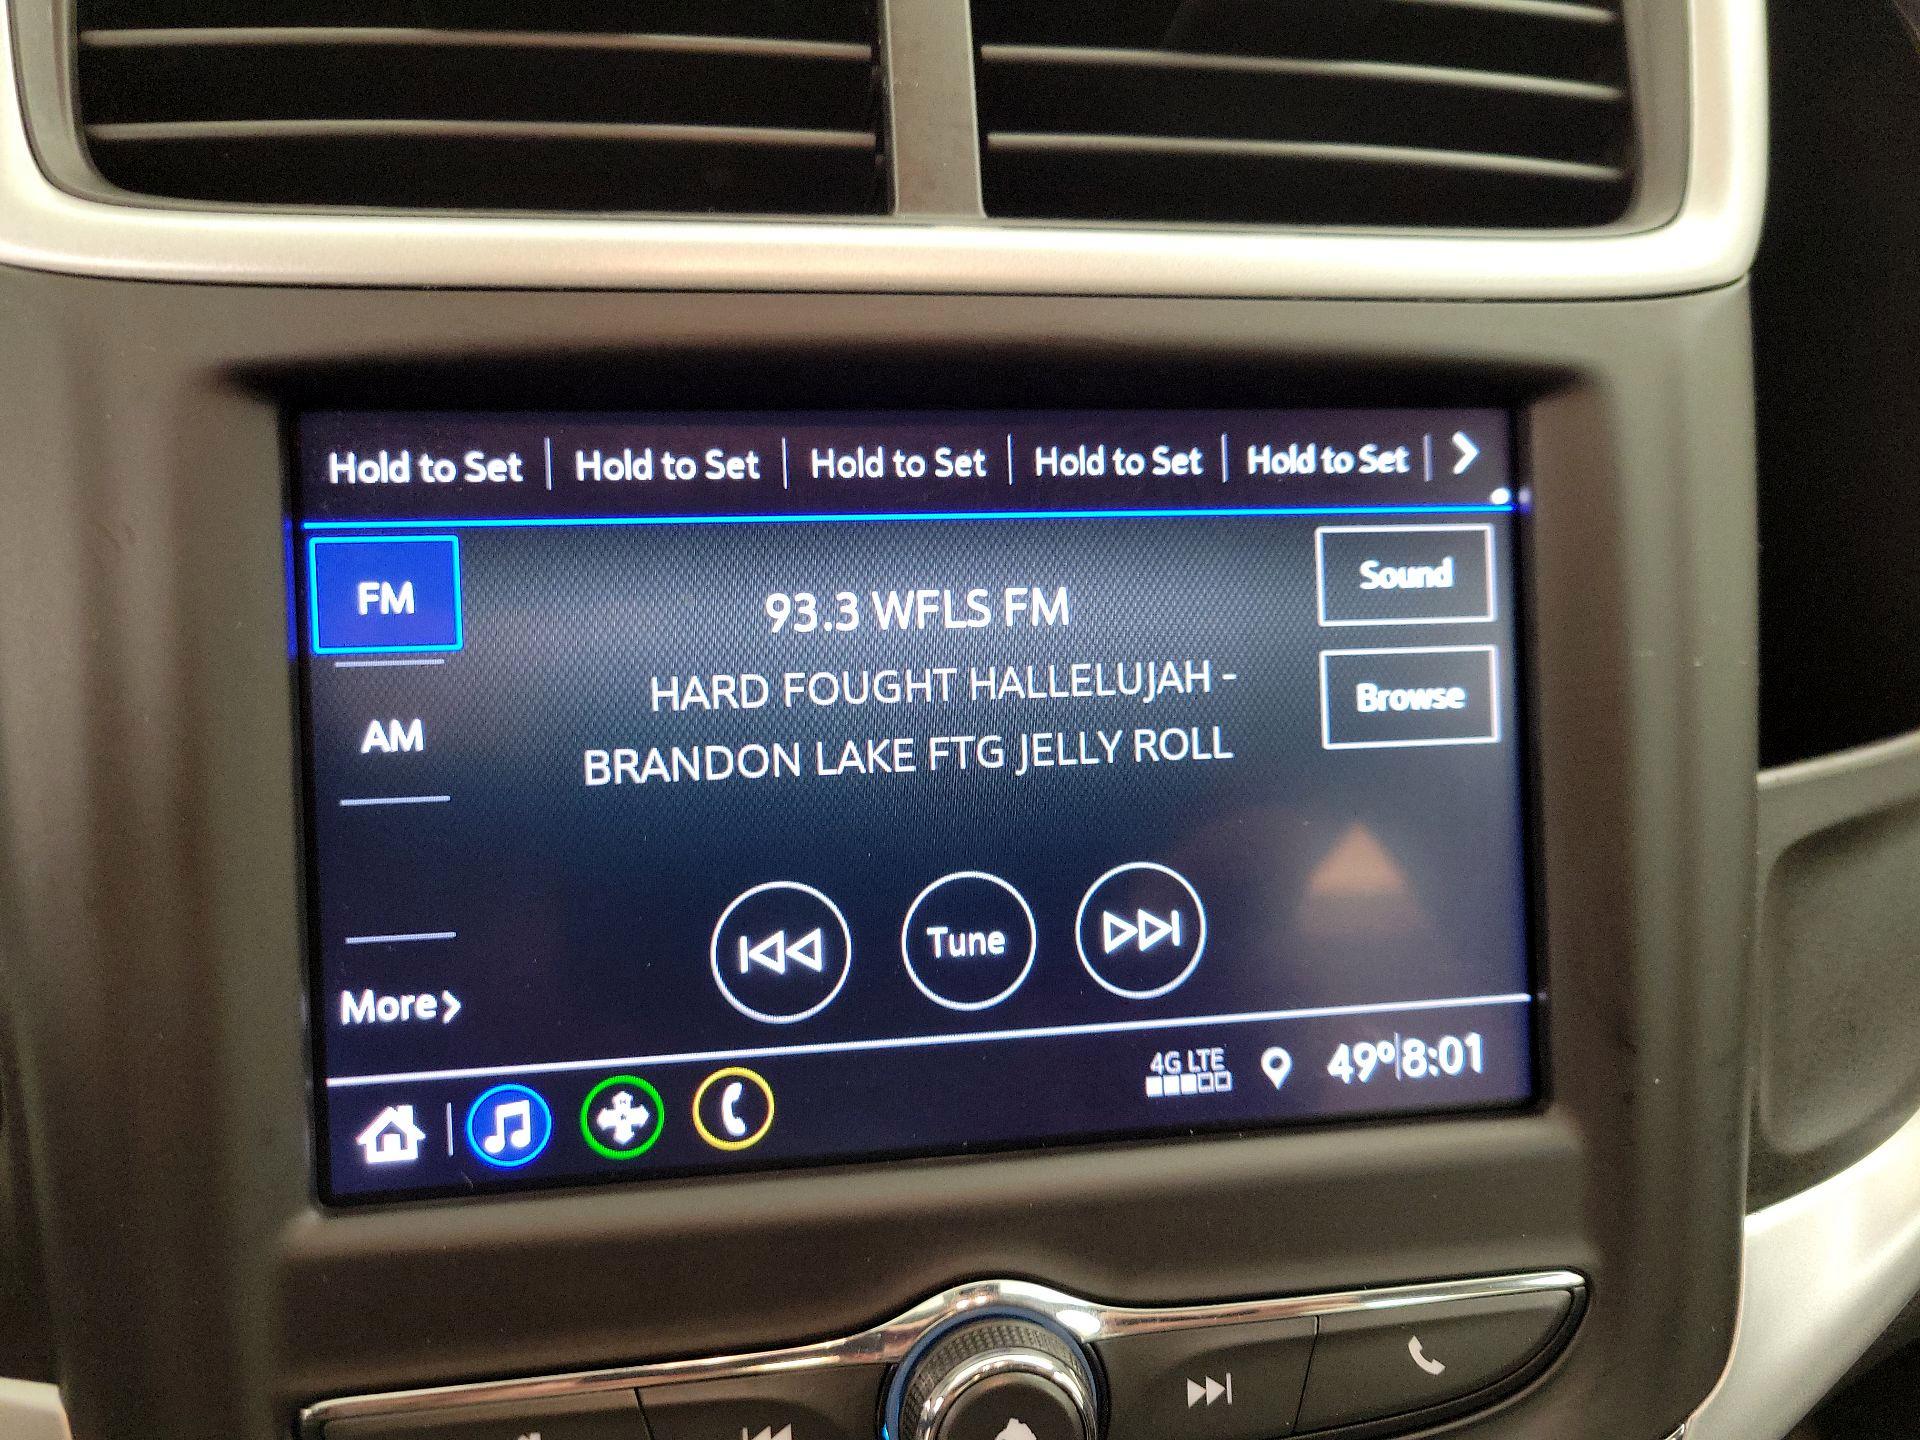 Hold to Set | Hold to Set | Hold to Set | Hold to Set | Hold to Set
FM
Sound
93.3 WFLS FM
HARD FOUGHT HALLELUJAH -
Browse
AM
BRANDON LAKE FTG JELLY ROLL
Tune
More
4G LTE
49° 8:01